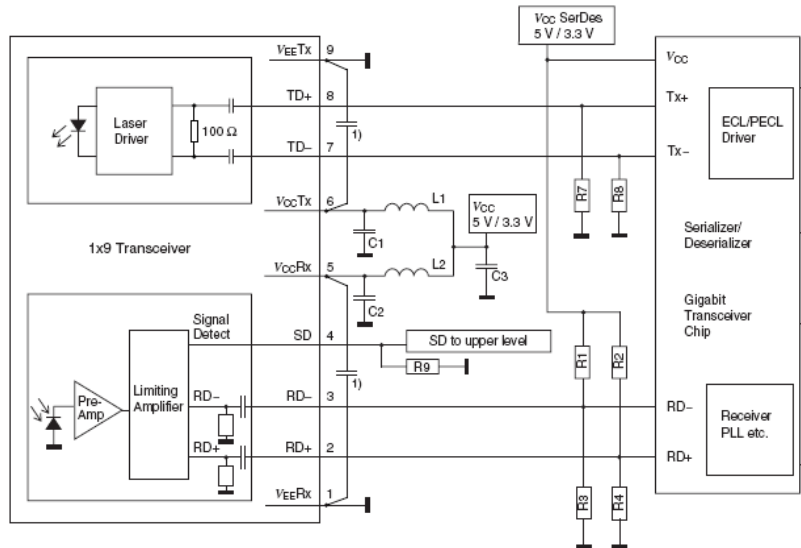 VCC SerDes
5 V / 3.3 V
VEETx 9
VCC
TD+ 8
Tx+
Laser
Driver
100 Ω
1)
ECL/PECL
Driver
TD− 7
Tx−
R7
R8
VCCTx 6
L1
VCC
5 V / 3.3 V
C1
Serializer/
Deserializer
1x9 Transceiver
VCCRx 5
L2
C3
C2
Gigabit
Transceiver
Chip
Signal
Detect
SD 4
SD to upper level
R9
R1
R2
1)
Pre-
Amp
Limiting
Amplifier
RD− RD− 3
RD−
Receiver
PLL etc.
RD+ RD+ 2
RD+
VEERx 1
R3
R4